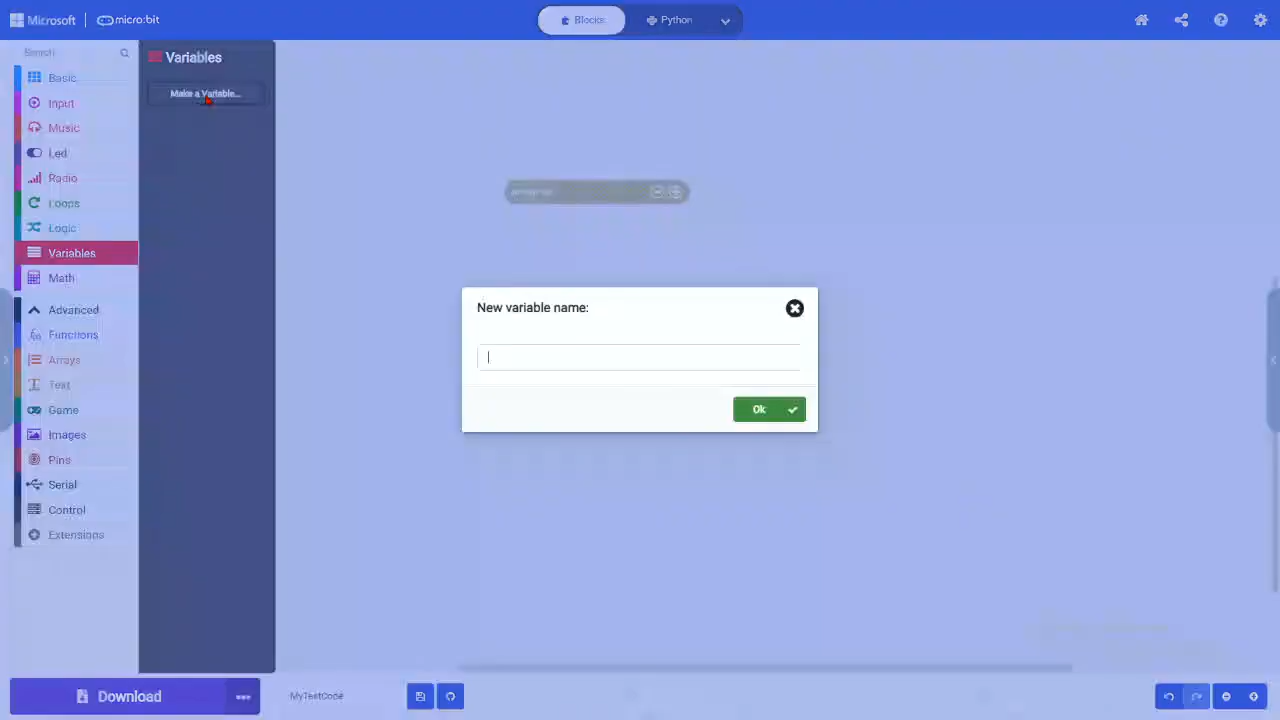 Microsoft
micro:bit
Blocks
Python
Search
Variables
Make a Variable...
Basic
Input
Music
Led
Radio
Loops
Logic
Variables
Math
Advanced
Functions
Arrays
Text
Game
Images
Pins
Serial
Control
Extensions
New variable name:
Ok
Download
MyTestCode